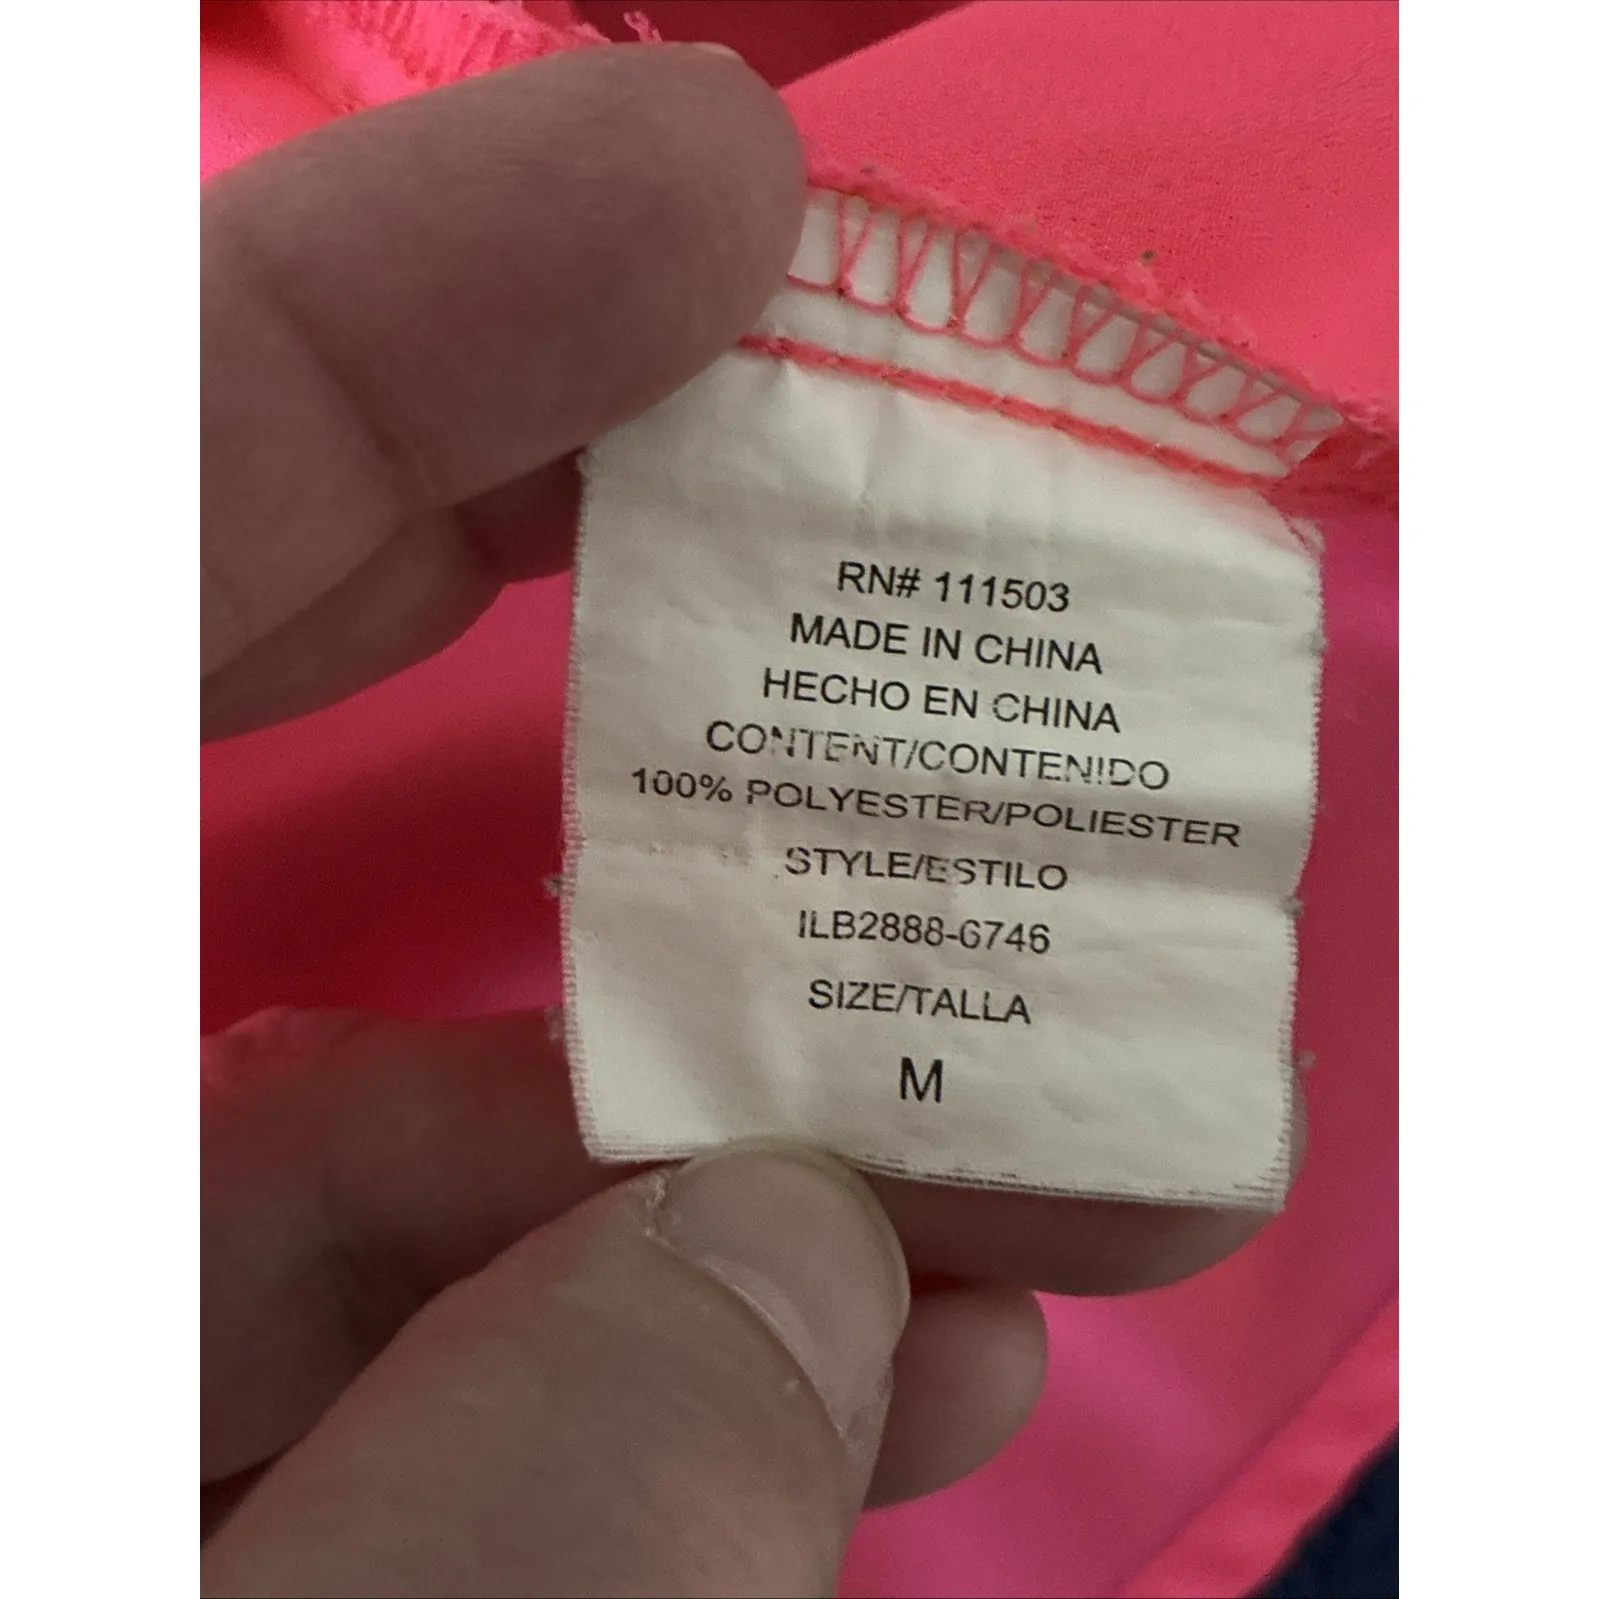 RN# 111503
MADE IN CHINA
HECHO EN CHINA
CONTENT/CONTENIDO
100% POLYESTER/POLIESTER
STYLE/ESTILO
ILB2888-6746
SIZE/TALLA
M